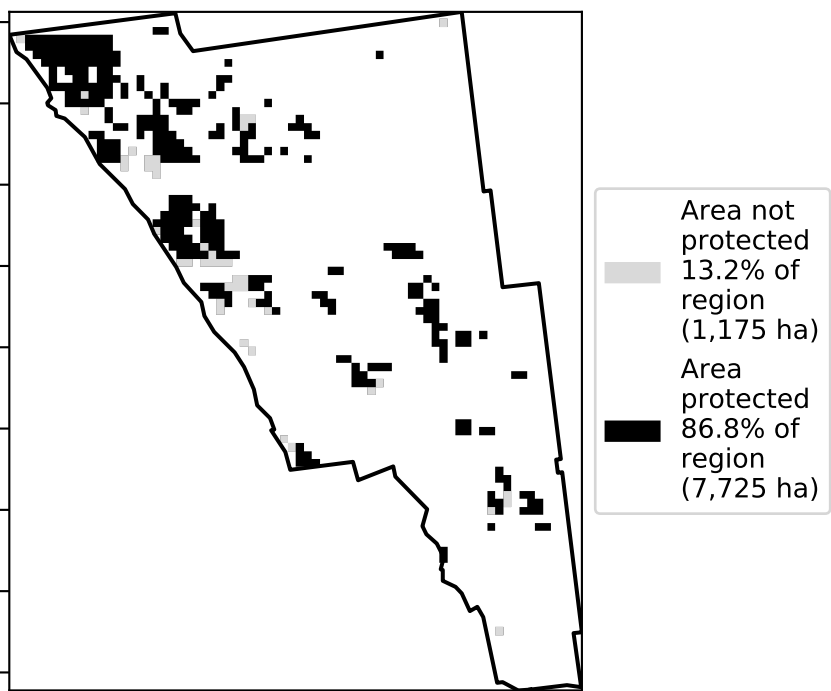 Area not
protected
13.2% of
region
(1,175 ha)
Area
protected
86.8% of
region
(7,725 ha)